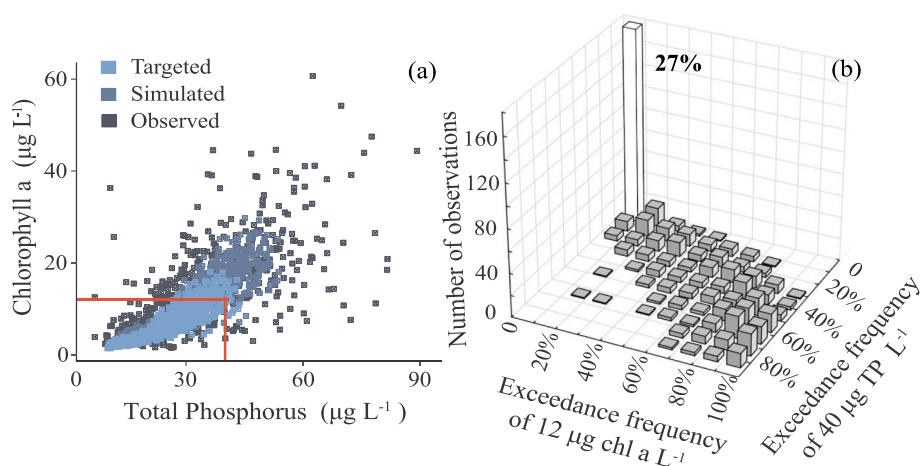 (a)
Targeted
Simulated
Observed
60
40
20
0
Chlorophyll a (μg L-1)
0
30
60
90
Total Phosphorus (μg L-1)
(b)
27%
160
120
80
40
0
Number of observations
0
20%
40%
60%
80%
100%
Exceedance frequency
of 12 μg chl a L-1
0
20%
40%
60%
80%
Exceedance frequency
of 40 μg TP L-1